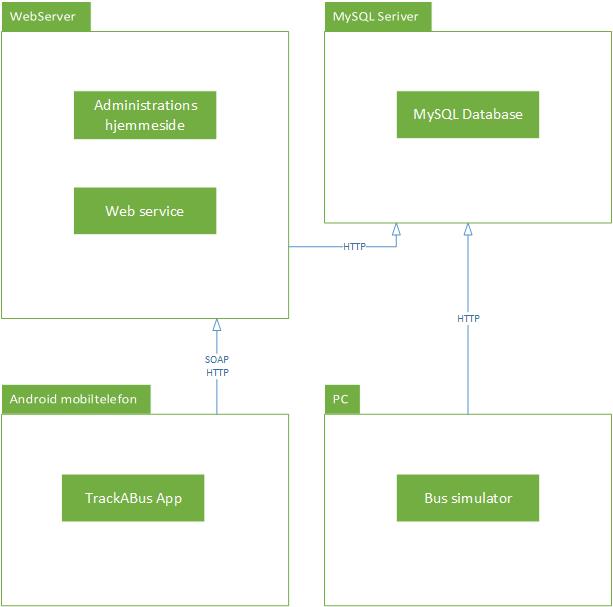 WebServer
Administrations
hjemmeside
Web service
MySQL Seriver
MySQL Database
HTTP
HTTP
SOAP
HTTP
Android mobiltelefon
TrackABus App
PC
Bus simulator